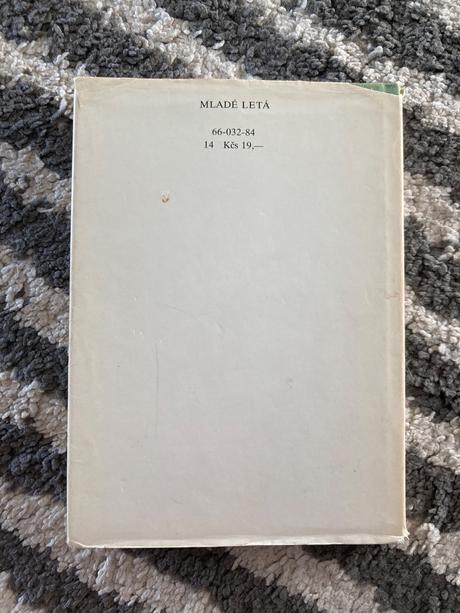 MLADÉ LETÁ
66-032-84
14 Kčs 19,—